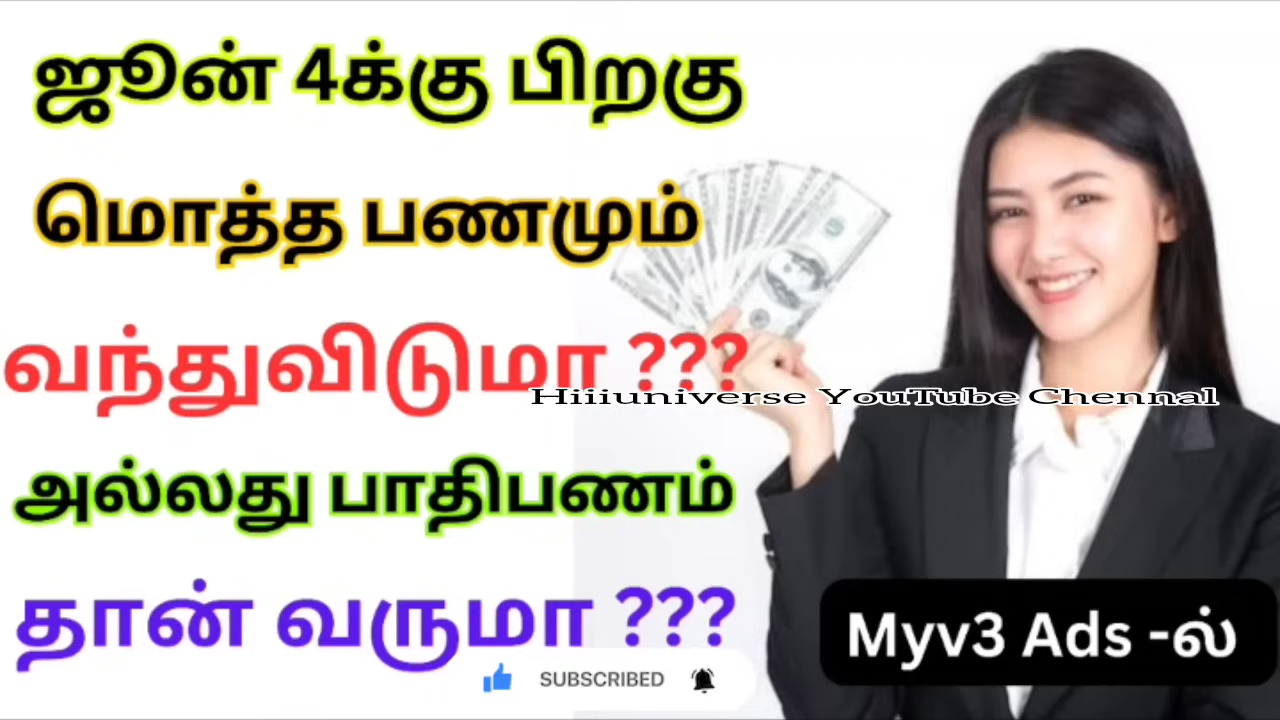 ஜூன் 4க்கு பிறகு
மொத்த பணமும்
வந்துவிடுமா ???
Hiiiuniverse YouTube Chennal
அல்லது பாதிபணம்
தான் வருமா ???
Myv3 Ads -ல்
SUBSCRIBED